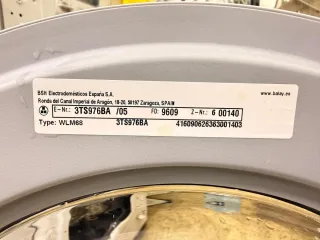 BSH Electrodomésticos España S.A. www.balay.es
Ronda del Canal Imperial de Aragón, 18-20, 50197 Zaragoza, SPAIN
E-Nr.: 3TS976BA /05 FD: 9609 Z-Nr.: 6 00140
Type: WLM68 3TS976BA 416090626363001403